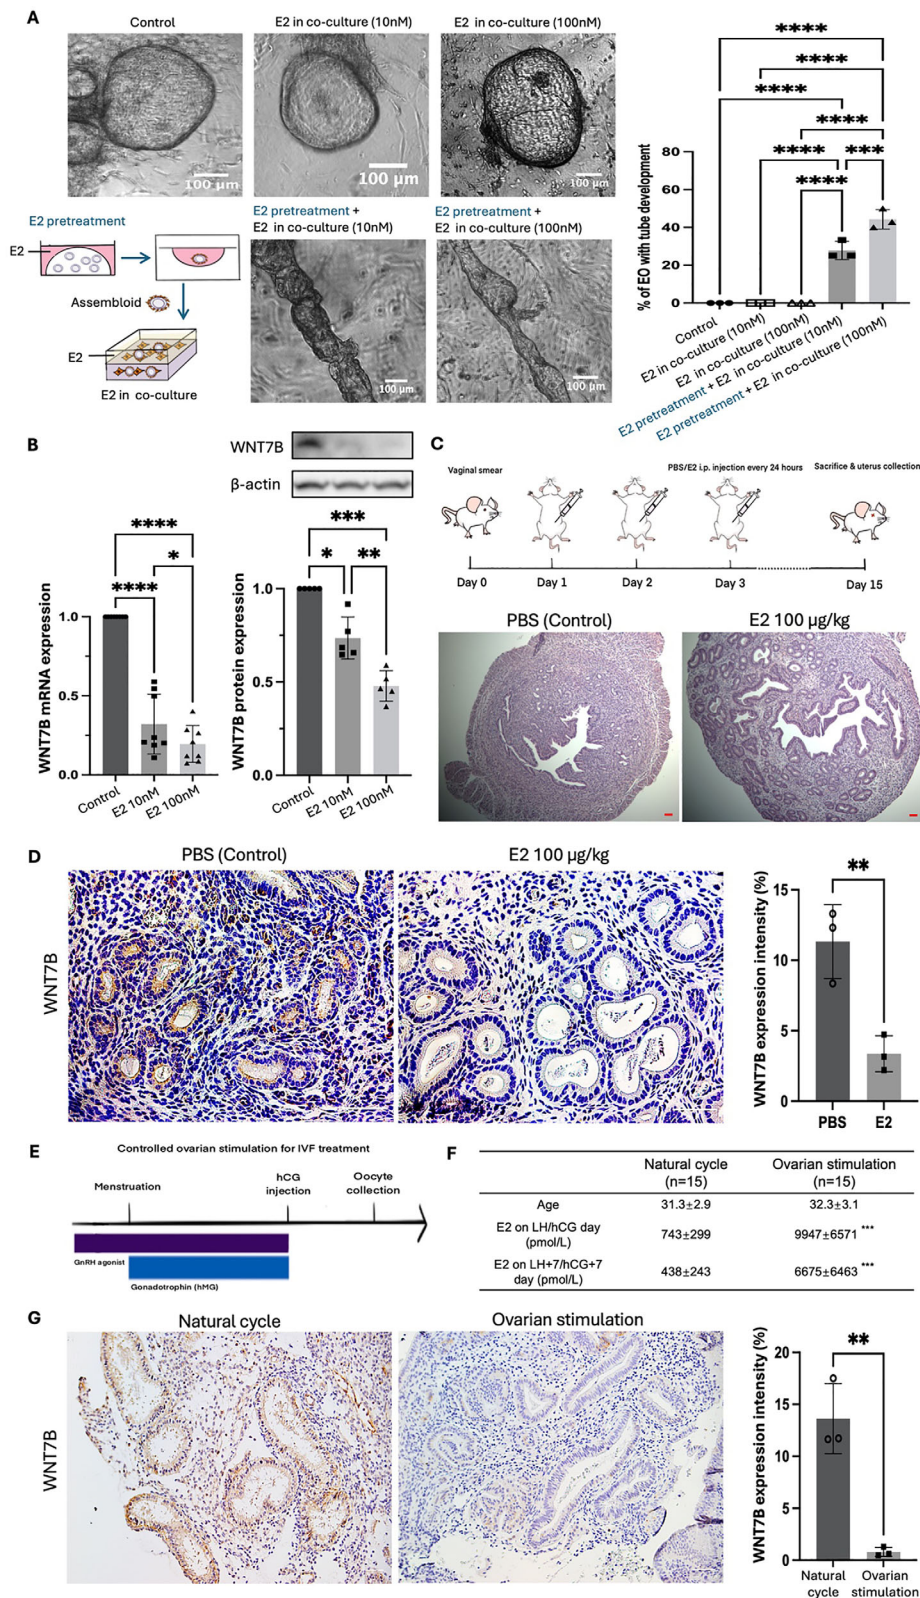 A
Control
E2 in co-culture (10nM)
E2 in co-culture (100nM)
100 µm
100 µm
100 µm
E2 pretreatment
E2
Assembloid
E2
E2 in co-culture
E2 pretreatment +
E2 in co-culture (10nM)
E2 pretreatment +
E2 in co-culture (100nM)
100 µm
100 µm
% of EO with tube development
80
60
40
20
0
****
****
****
****
**** ***
****
Control
E2 in co-culture (10nM)
E2 in co-culture (100nM)
E2 pretreatment + E2 in co-culture (10nM)
E2 pretreatment + E2 in co-culture (100nM)
B
WNT7B
β-actin
WNT7B mRNA expression
1.0
0.5
0.0
****
*
****
Control
E2 10nM
E2 100nM
WNT7B protein expression
1.0
0.5
0.0
***
* **
Control
E2 10nM
E2 100nM
C
Vaginal smear
PBS/E2 i.p. injection every 24 hours
Sacrifice & uterus collection
Day 0
Day 1
Day 2
Day 3
Day 15
PBS (Control)
E2 100 µg/kg
D
PBS (Control)
E2 100 µg/kg
WNT7B
WNT7B expression intensity (%)
15
10
5
0
**
PBS
E2
E
Controlled ovarian stimulation for IVF treatment
Menstruation
hCG
injection
Oocyte
collection
GnRH agonist
Gonadotrophin (hMG)
F
Natural cycle
(n=15)
Ovarian stimulation
(n=15)
Age 31.3±2.9 32.3±3.1
E2 on LH/hCG day
(pmol/L)
743±299 9947±6571 ***
E2 on LH+7/hCG+7
day (pmol/L)
438±243 6675±6463 ***
G
Natural cycle
Ovarian stimulation
WNT7B
WNT7B expression intensity (%)
20
15
10
5
0
**
Natural
cycle
Ovarian
stimulation